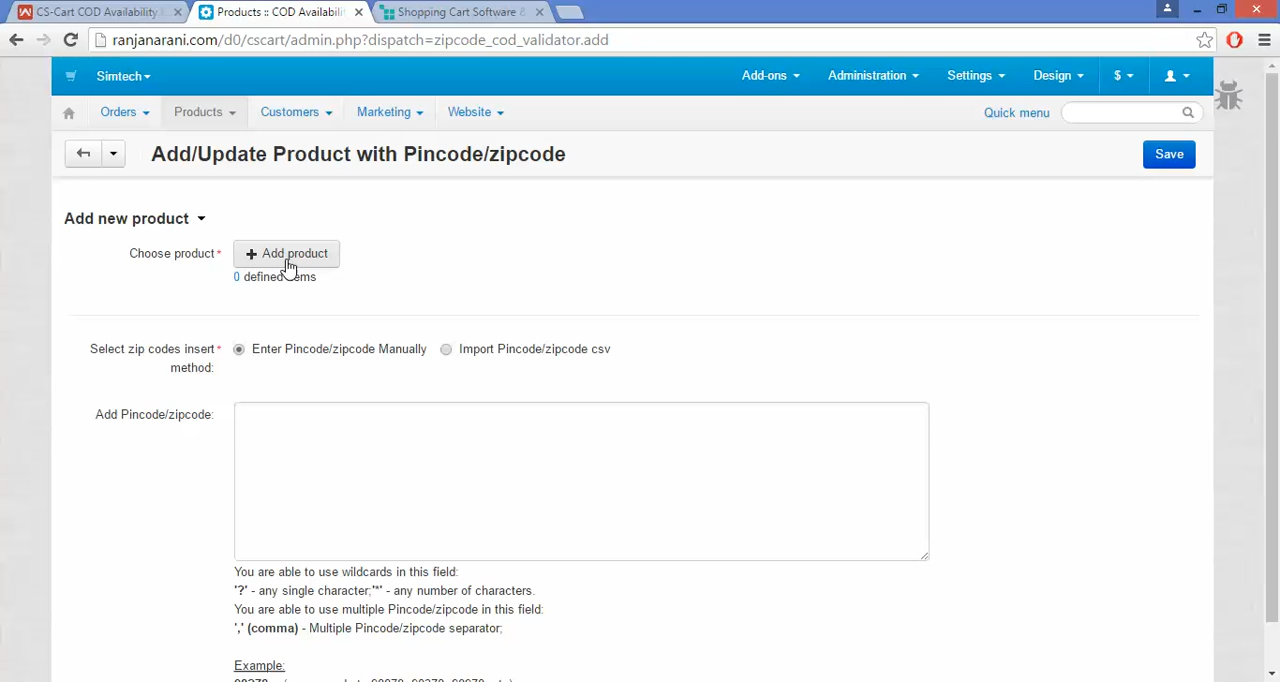 CS-Cart COD Availability
Products :: COD Availabili
Shopping Cart Software &
ranjanarani.com/d0/cscart/admin.php?dispatch=zipcode_cod_validator.add
Simtech
Add-ons
Administration
Settings
Design
$
Orders
Products
Customers
Marketing
Website
Quick menu
Add/Update Product with Pincode/zipcode
Save
Add new product
Choose product*
+ Add product
0 defined items
Select zip codes insert*
method:
Enter Pincode/zipcode Manually
Import Pincode/zipcode csv
Add Pincode/zipcode:
You are able to use wildcards in this field:
'?' - any single character;'*' - any number of characters.
You are able to use multiple Pincode/zipcode in this field:
',' (comma) - Multiple Pincode/zipcode separator;
Example: